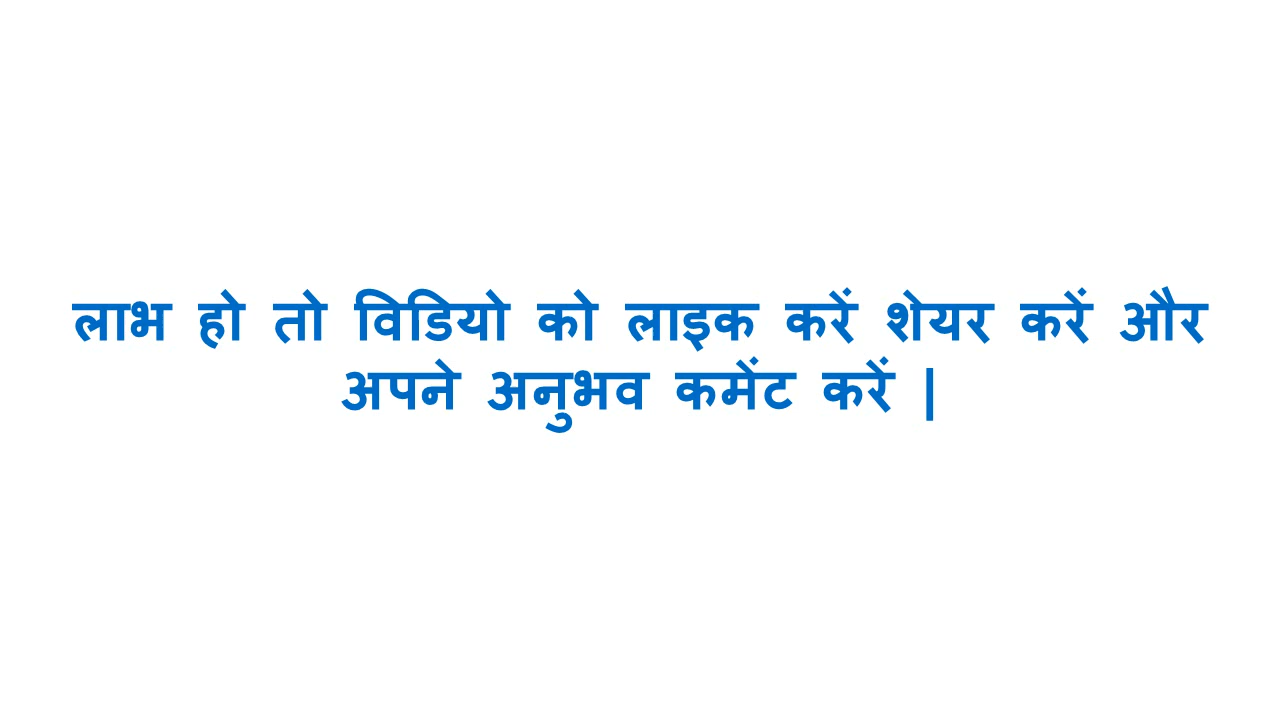 लाभ हो तो विडियो को लाइक करें शेयर करें और
अपने अनुभव कमेंट करें |